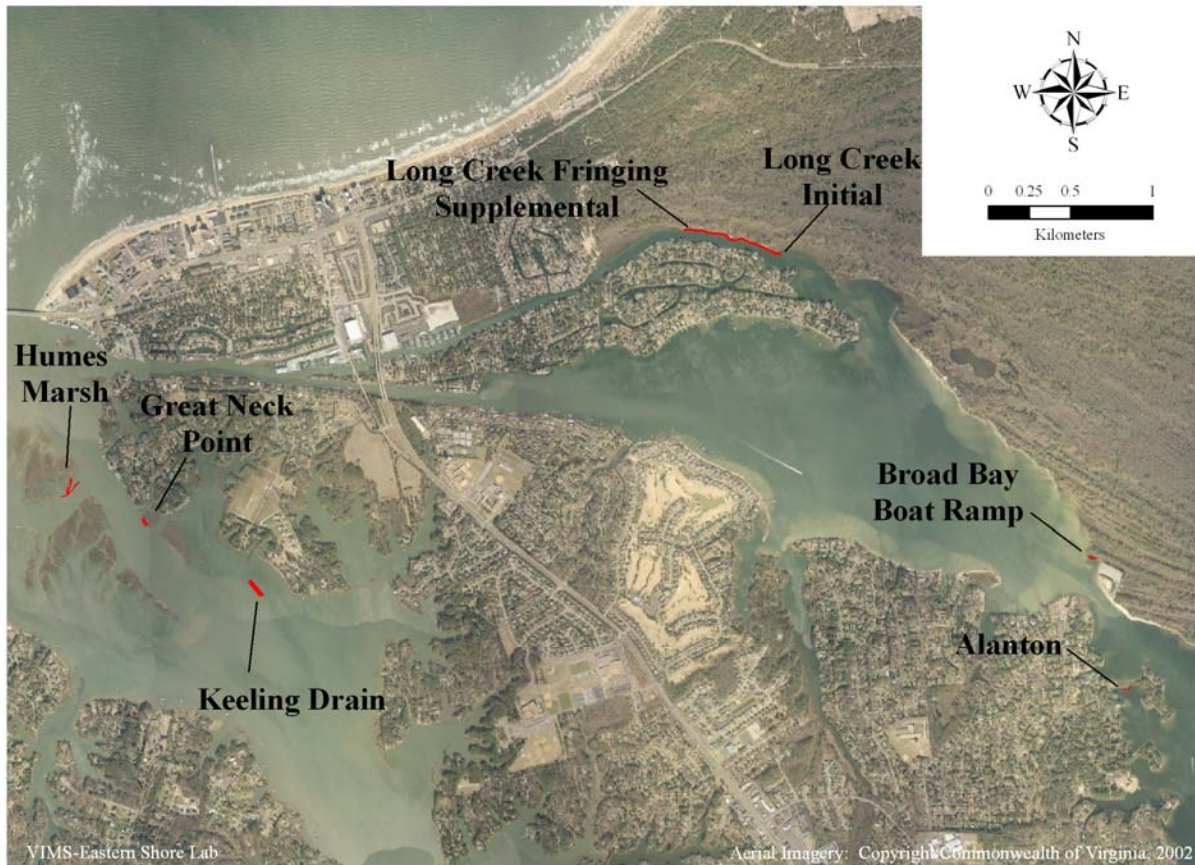 N
W
E
S
0 0.25 0.5 1
Kilometers
Long Creek Fringing
Supplemental
Long Creek
Initial
Humes
Marsh
Great Neck
Point
Keeling Drain
Broad Bay
Boat Ramp
Alanton
VIMS-Eastern Shore Lab
Aerial Imagery: Copyright Commonwealth of Virginia, 2002